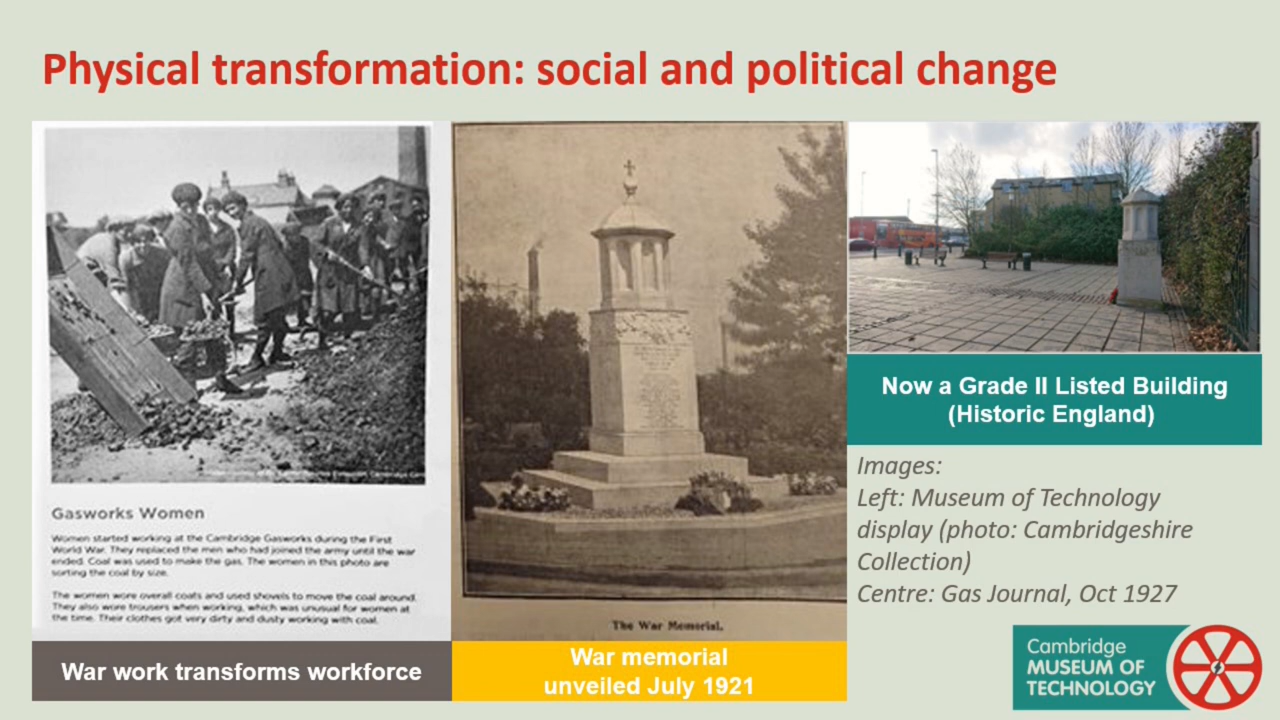 Physical transformation: social and political change
Gasworks Women
Women started working at the Cambridge Gasworks during the First
World War. They replaced the men who had joined the army until the war
ended. Coal was used to make the gas. The women in this photo are
sorting the coal by size.
The women wore overall coats and used shovels to move the coal around.
They also wore trousers when working, which was unusual for women at
the time. Their clothes got very dirty and dusty working with coal.
War work transforms workforce
The War Memorial.
War memorial
unveiled July 1921
Now a Grade II Listed Building
(Historic England)
Images:
Left: Museum of Technology
display (photo: Cambridgeshire
Collection)
Centre: Gas Journal, Oct 1927
Cambridge
MUSEUM OF
TECHNOLOGY